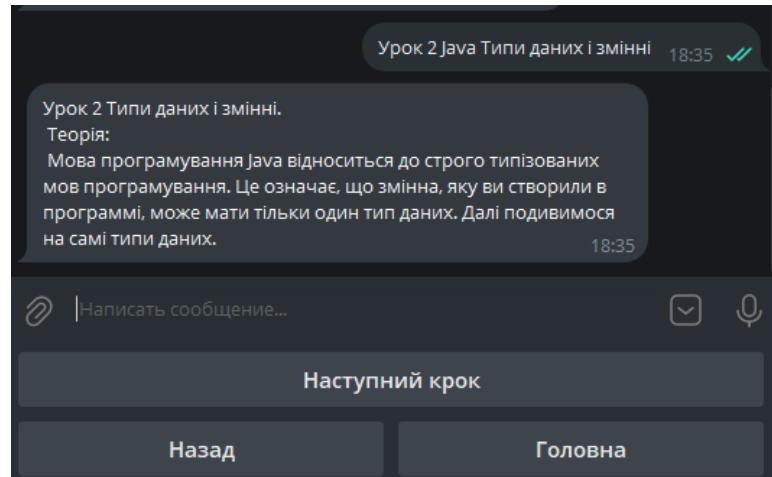 Урок 2 Java Типи даних і змінні 18:35
Урок 2 Типи даних і змінні.
Теорія:
Мова програмування Java відноситься до строго типізованих
мов програмування. Це означає, що змінна, яку ви створили в
программі, може мати тільки один тип даних. Далі подивимося
на самі типи даних.
18:35
Написать сообщение...
Наступний крок
Назад
Головна